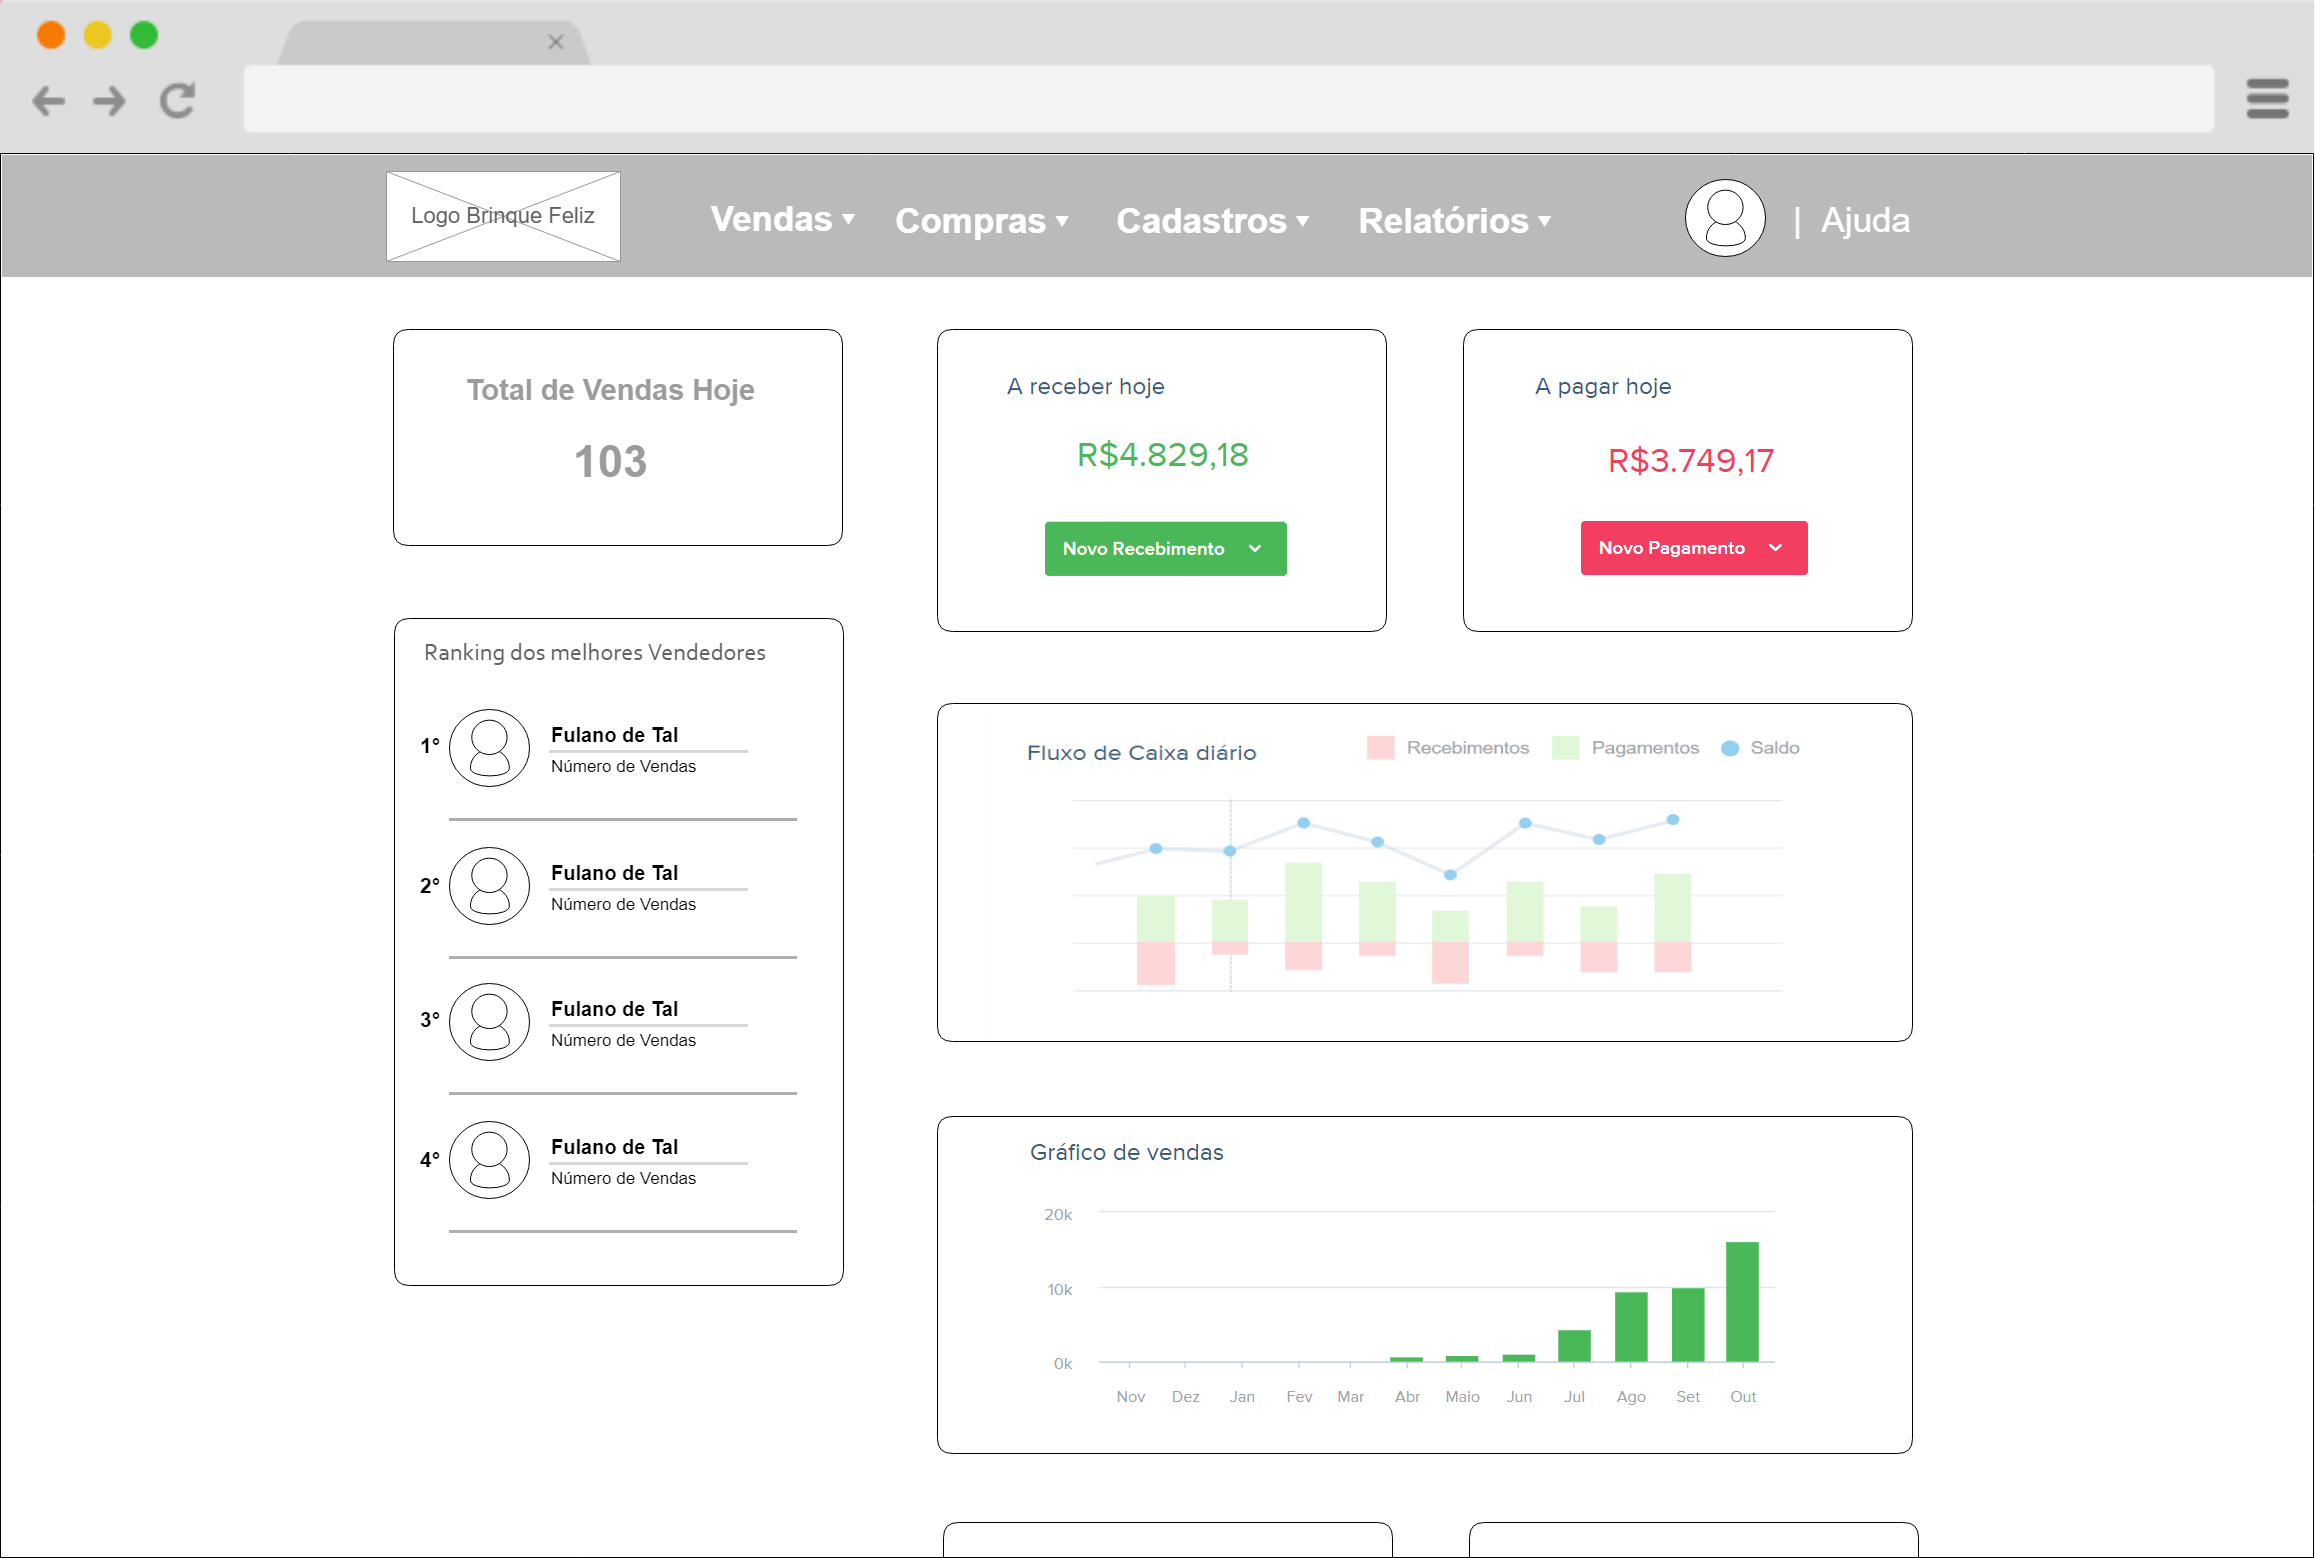 Logo Brinque Feliz
Vendas
Compras
Cadastros
Relatórios
| Ajuda
Total de Vendas Hoje
103
A receber hoje
R$4.829,18
Novo Recebimento
A pagar hoje
R$3.749,17
Novo Pagamento
Ranking dos melhores Vendedores
1°
Fulano de Tal
Número de Vendas
2°
Fulano de Tal
Número de Vendas
3°
Fulano de Tal
Número de Vendas
4°
Fulano de Tal
Número de Vendas
Fluxo de Caixa diário
Recebimentos Pagamentos Saldo
Gráfico de vendas
20k
10k
0k
Nov Dez Jan Fev Mar Abr Maio Jun Jul Ago Set Out